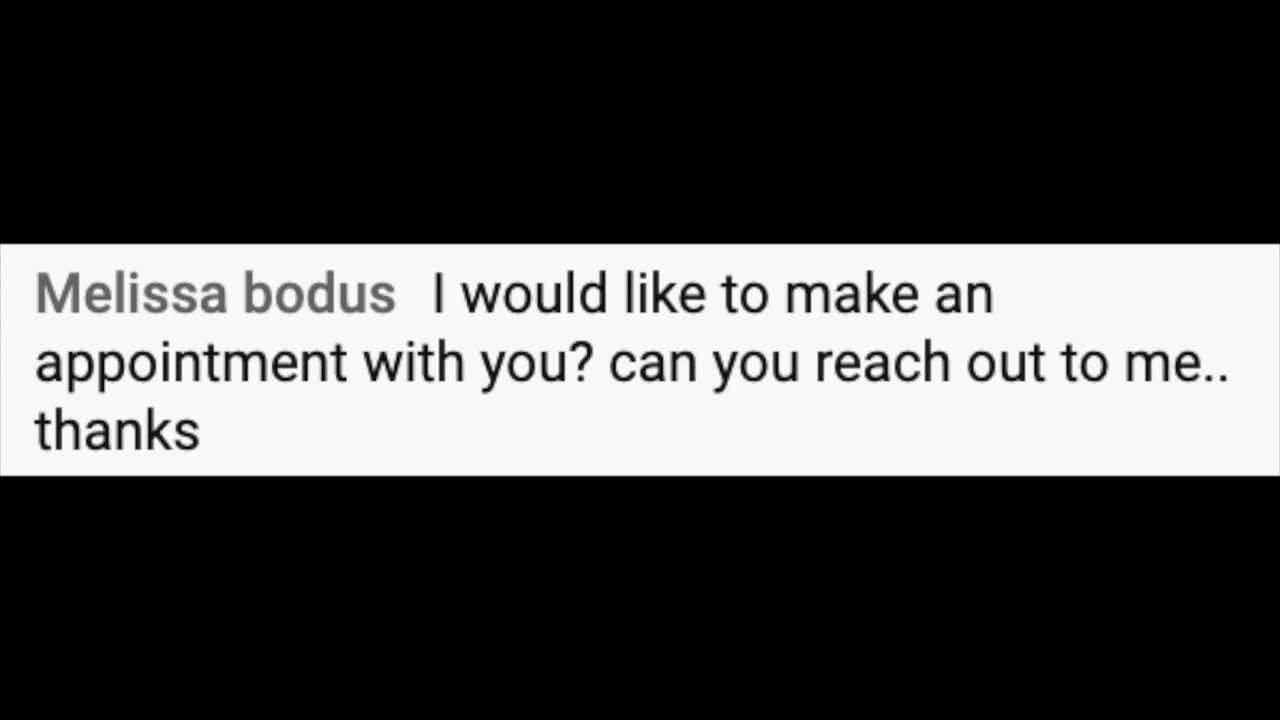 Melissa bodus I would like to make an
appointment with you? can you reach out to me..
thanks